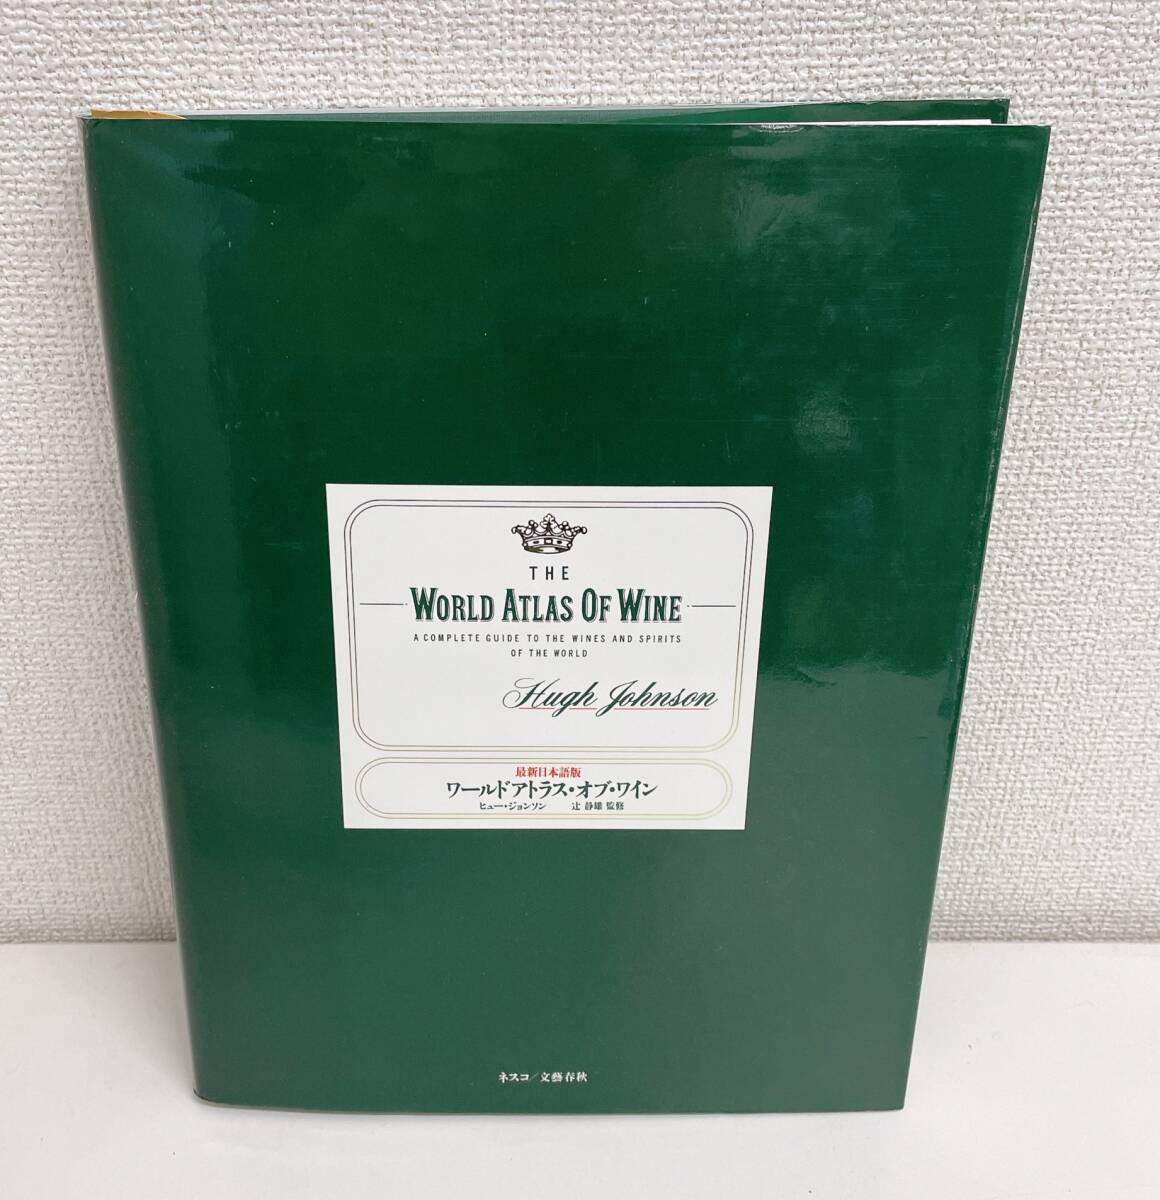 THE
WORLD ATLAS OF WINE
A COMPLETE GUIDE TO THE WINES AND SPIRITS
OF THE WORLD
Hugh Johnson
最新日本語版
ワールドアトラス・オブ・ワイン
ヒュー・ジョンソン 辻 静雄 監修
ネスコ/文藝春秋